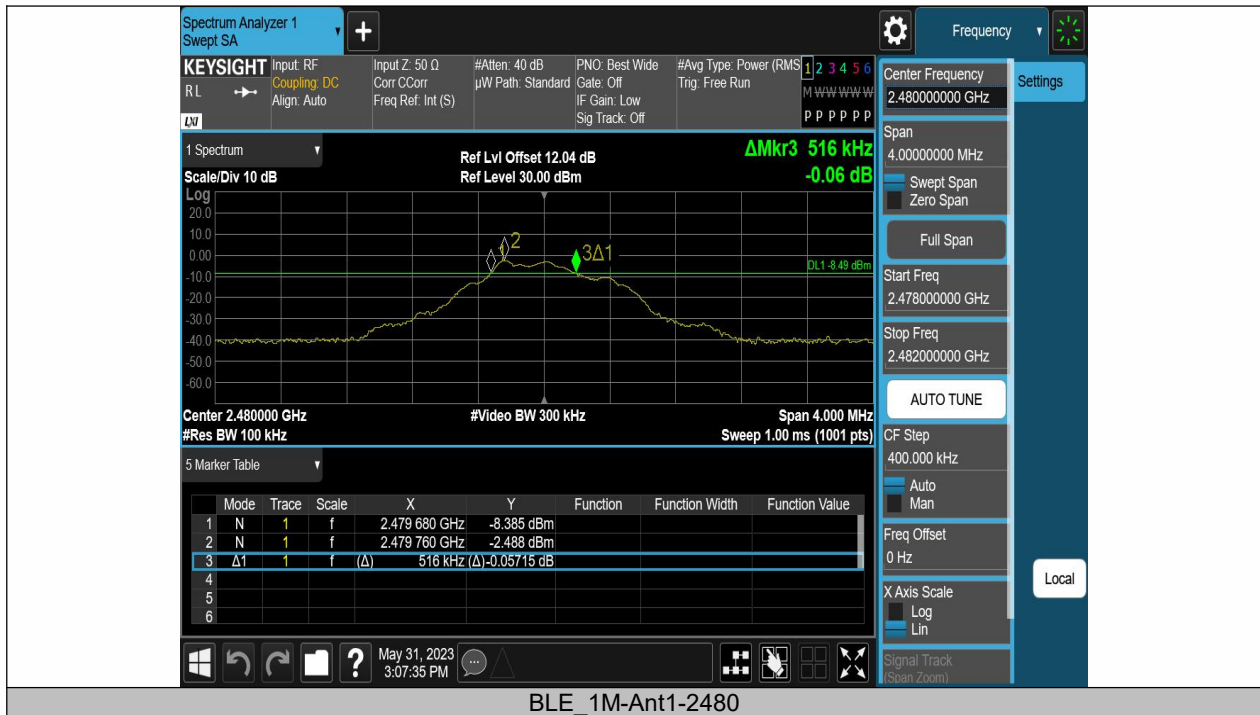 Spectrum Analyzer 1
Swept SA
+
Frequency
KEYSIGHT
RL
LXI
Input: RF
Coupling: DC
Align: Auto
Input Z: 50 Ω
Corr CCorr
Freq Ref: Int (S)
#Atten: 40 dB
µW Path: Standard
PNO: Best Wide
Gate: Off
IF Gain: Low
Sig Track: Off
#Avg Type: Power (RMS
Trig: Free Run
1 2 3 4 5 6
M W W W W W
P P P P P P
1 Spectrum
Scale/Div 10 dB
Ref Lvl Offset 12.04 dB
Ref Level 30.00 dBm
ΔMkr3 516 kHz
-0.06 dB
Log
20.0
10.0
0.00
-10.0
-20.0
-30.0
-40.0
-50.0
-60.0
2
3Δ1
DL1 -8.49 dBm
Center 2.480000 GHz
#Video BW 300 kHz
Span 4.000 MHz
#Res BW 100 kHz
Sweep 1.00 ms (1001 pts)
5 Marker Table
Mode Trace Scale X Y Function Function Width Function Value
1 N 1 f 2.479 680 GHz -8.385 dBm
2 N 1 f 2.479 760 GHz -2.488 dBm
3 Δ1 1 f (Δ) 516 kHz (Δ)-0.05715 dB
4
5
6
?
May 31, 2023
3:07:35 PM
Center Frequency
2.480000000 GHz
Span
4.00000000 MHz
Swept Span
Zero Span
Full Span
Start Freq
2.478000000 GHz
Stop Freq
2.482000000 GHz
AUTO TUNE
CF Step
400.000 kHz
Auto
Man
Freq Offset
0 Hz
X Axis Scale
Log
Lin
Signal Track
(Span Zoom)
Settings
Local
BLE_1M-Ant1-2480